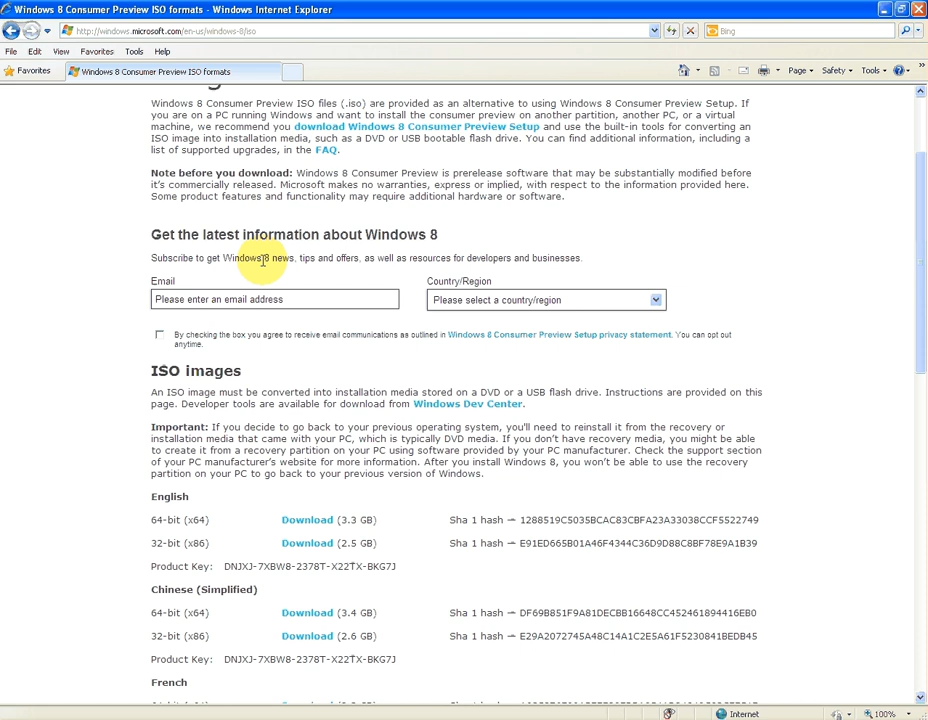 Windows 8 Consumer Preview ISO formats - Windows Internet Explorer
http://windows.microsoft.com/en-us/windows-8/iso
Bing
File Edit View Favorites Tools Help
Favorites Windows 8 Consumer Preview ISO formats Page Safety Tools
Windows 8 Consumer Preview ISO files (.iso) are provided as an alternative to using Windows 8 Consumer Preview Setup. If
you are on a PC running Windows and want to install the consumer preview on another partition, another PC, or a virtual
machine, we recommend you download Windows 8 Consumer Preview Setup and use the built-in tools for converting an
ISO image into installation media, such as a DVD or USB bootable flash drive. You can find additional information, including a
list of supported upgrades, in the FAQ.
Note before you download: Windows 8 Consumer Preview is prerelease software that may be substantially modified before
it's commercially released. Microsoft makes no warranties, express or implied, with respect to the information provided here.
Some product features and functionality may require additional hardware or software.
Get the latest information about Windows 8
Subscribe to get Windows 8 news, tips and offers, as well as resources for developers and businesses.
Email Country/Region
Please enter an email address Please select a country/region
By checking the box you agree to receive email communications as outlined in Windows 8 Consumer Preview Setup privacy statement. You can opt out
anytime.
ISO images
An ISO image must be converted into installation media stored on a DVD or a USB flash drive. Instructions are provided on this
page. Developer tools are available for download from Windows Dev Center.
Important: If you decide to go back to your previous operating system, you'll need to reinstall it from the recovery or
installation media that came with your PC, which is typically DVD media. If you don't have recovery media, you might be able
to create it from a recovery partition on your PC using software provided by your PC manufacturer. Check the support section
of your PC manufacturer's website for more information. After you install Windows 8, you won't be able to use the recovery
partition on your PC to go back to your previous version of Windows.
English
64-bit (x64) Download (3.3 GB) Sha 1 hash — 1288519C5035BCAC83CBFA23A33038CCF5522749
32-bit (x86) Download (2.5 GB) Sha 1 hash — E91ED665B01A46F4344C36D9D88C8BF78E9A1B39
Product Key: DNJXJ-7XBW8-2378T-X22TX-BKG7J
Chinese (Simplified)
64-bit (x64) Download (3.4 GB) Sha 1 hash — DF69B851F9A81DECBB16648CC452461894416EB0
32-bit (x86) Download (2.6 GB) Sha 1 hash — E29A2072745A48C14A1C2E5A61F5230841BEDB45
Product Key: DNJXJ-7XBW8-2378T-X22TX-BKG7J
French
Internet 100%